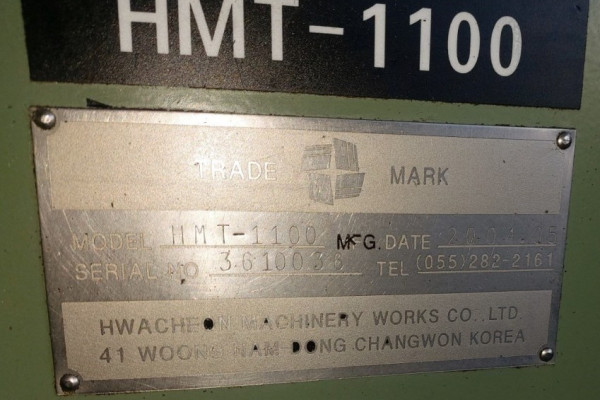 HMT-1100
TRADE MARK
MODEL HMT-1100 MFG. DATE
SERIAL NO 3610036 TEL (055)282-2161
HWACHEON MACHINERY WORKS CO., LTD.
41 WOONG NAM-DONG CHANGWON KOREA